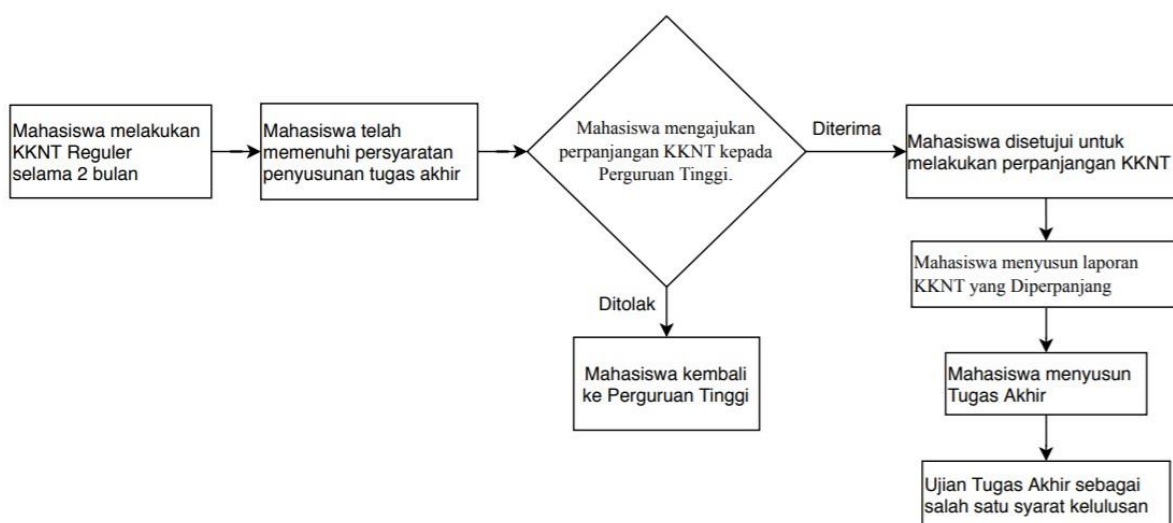 Mahasiswa melakukan
KKNT Reguler
selama 2 bulan
Mahasiswa telah
memenuhi persyaratan
penyusunan tugas akhir
Mahasiswa mengajukan
perpanjangan KKNT kepada
Perguruan Tinggi.
Diterima
Mahasiswa disetujui untuk
melakukan perpanjangan KKNT
Mahasiswa menyusun laporan
KKNT yang Diperpanjang
Ditolak
Mahasiswa kembali
ke Perguruan Tinggi
Mahasiswa menyusun
Tugas Akhir
Ujian Tugas Akhir sebagai
salah satu syarat kelulusan